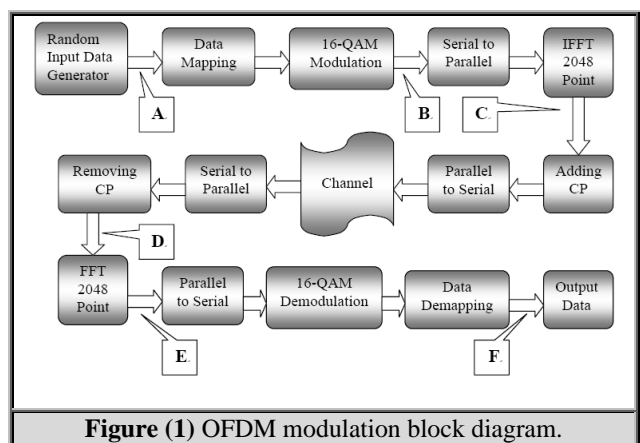 Random
Input Data
Generator
Data
Mapping
16-QAM
Modulation
Serial to
Parallel
IFFT
2048
Point
A
B
C
Removing
CP
Serial to
Parallel
Channel
Parallel
to Serial
Adding
CP
D
FFT
2048
Point
Parallel
to Serial
16-QAM
Demodulation
Data
Demapping
Output
Data
E
F
Figure (1) OFDM modulation block diagram.